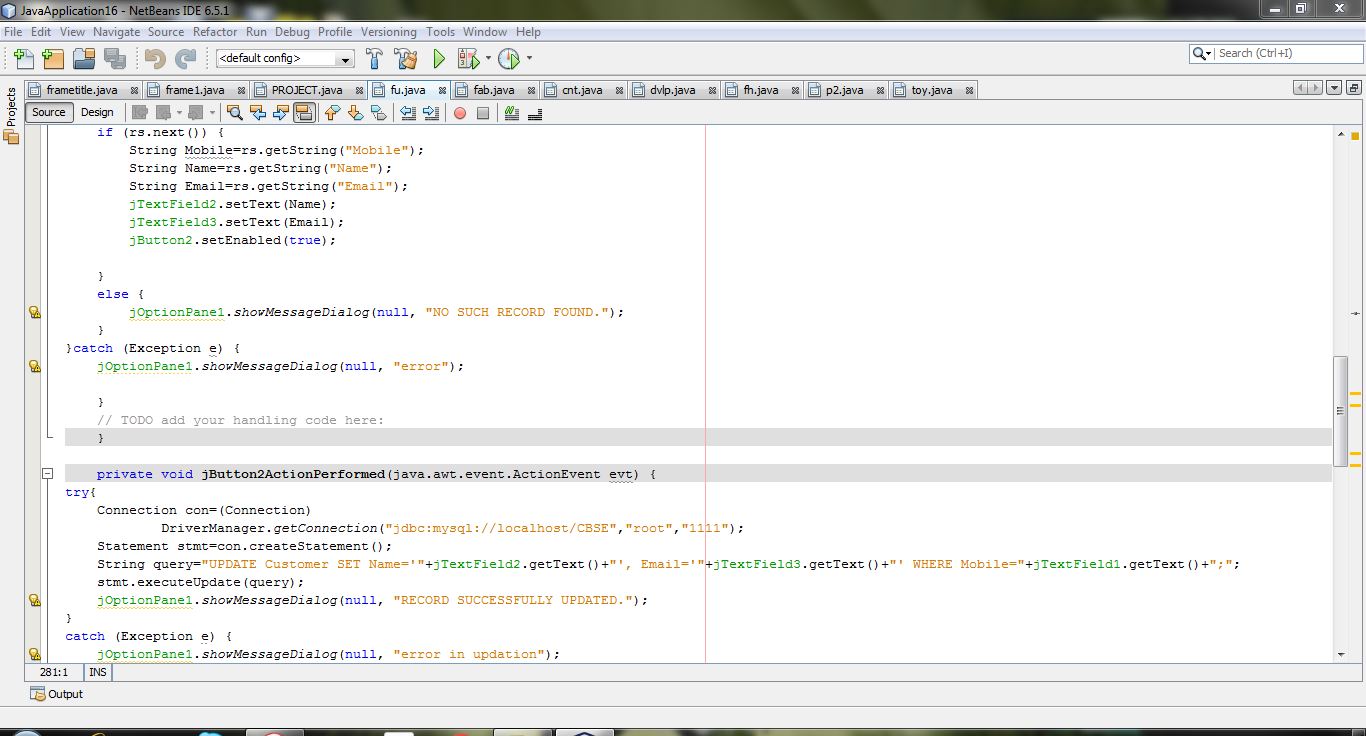 JavaApplication16 - NetBeans IDE 6.5.1
File Edit View Navigate Source Refactor Run Debug Profile Versioning Tools Window Help
<default config>
Search (Ctrl+I)
Projects
frametitle.java frame1.java PROJECT.java fu.java fab.java cnt.java dvlp.java fh.java p2.java toy.java
Source Design
if (rs.next()) {
String Mobile=rs.getString("Mobile");
String Name=rs.getString("Name");
String Email=rs.getString("Email");
jTextField2.setText(Name);
jTextField3.setText(Email);
jButton2.setEnabled(true);
}
else {
jOptionPane1.showMessageDialog(null, "NO SUCH RECORD FOUND.");
}
}catch (Exception e) {
jOptionPane1.showMessageDialog(null, "error");
}
// TODO add your handling code here:
}
private void jButton2ActionPerformed(java.awt.event.ActionEvent evt) {
try{
Connection con=(Connection)
DriverManager.getConnection("jdbc:mysql://localhost/CBSE","root","1111");
Statement stmt=con.createStatement();
String query="UPDATE Customer SET Name='"+jTextField2.getText()+"', Email='"+jTextField3.getText()+"' WHERE Mobile="+jTextField1.getText()+";";
stmt.executeUpdate(query);
jOptionPane1.showMessageDialog(null, "RECORD SUCCESSFULLY UPDATED.");
}
catch (Exception e) {
jOptionPane1.showMessageDialog(null, "error in updation");
281:1 INS
Output